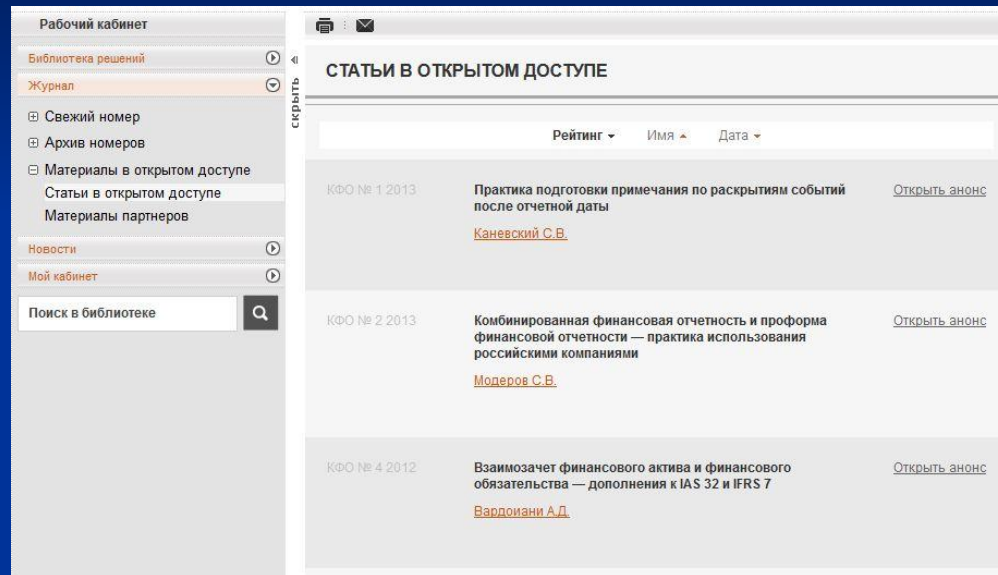 Рабочий кабинет
Библиотека решений
Журнал
Свежий номер
Архив номеров
Материалы в открытом доступе
Статьи в открытом доступе
Материалы партнеров
Новости
Мой кабинет
Поиск в библиотеке
скрыть
СТАТЬИ В ОТКРЫТОМ ДОСТУПЕ
Рейтинг Имя Дата
КФО № 1 2013
Практика подготовки примечания по раскрытиям событий
после отчетной даты
Каневский С.В.
Открыть анонс
КФО № 2 2013
Комбинированная финансовая отчетность и проформа
финансовой отчетности — практика использования
российскими компаниями
Модеров С.В.
Открыть анонс
КФО № 4 2012
Взаимозачет финансового актива и финансового
обязательства — дополнения к IAS 32 и IFRS 7
Вардоиани А.Д.
Открыть анонс